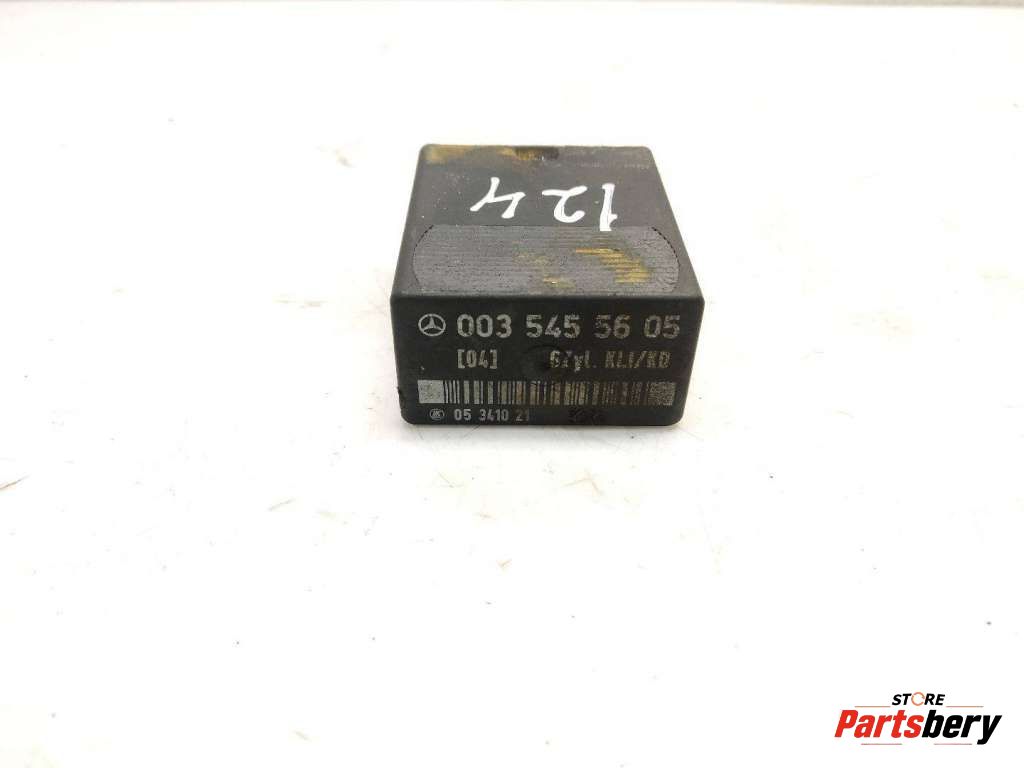 124
003 545 56 05
[04] 6Zyl. KLI/KD
05 3410 21
STORE
Partsbery